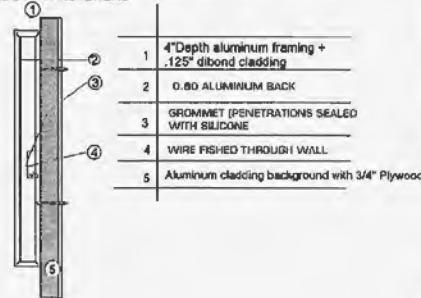 1
2
3
4
5
1 4"Depth aluminum framing +
.125" dibond cladding
2 0.80 ALUMINUM BACK
3 GROMMET (PENETRATIONS SEALED
WITH SILICONE
4 WIRE FISHED THROUGH WALL
5 Aluminum cladding background with 3/4" Plywood